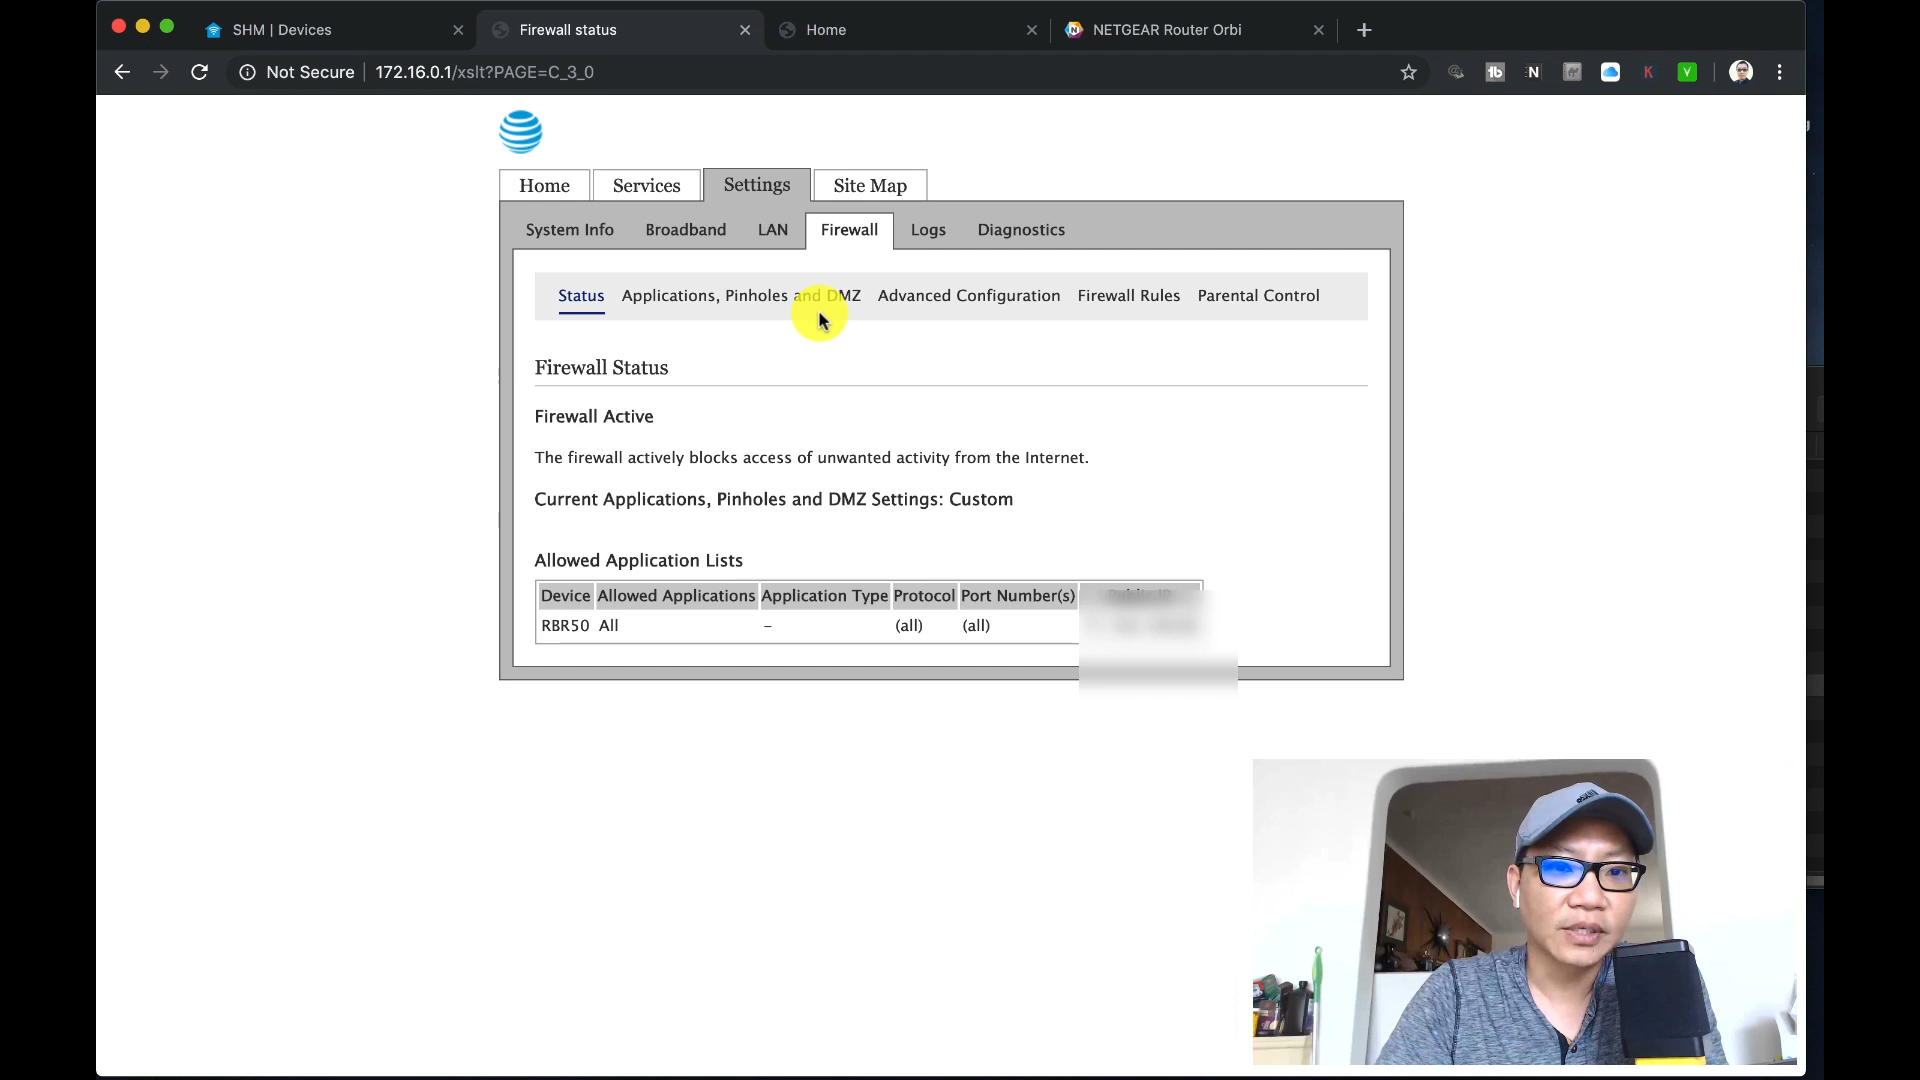 SHM | Devices
Firewall status
Home
NETGEAR Router Orbi
Not Secure | 172.16.0.1/xslt?PAGE=C_3_0
Home Services Settings Site Map
System Info Broadband LAN Firewall Logs Diagnostics
Status Applications, Pinholes and DMZ Advanced Configuration Firewall Rules Parental Control
Firewall Status
Firewall Active
The firewall actively blocks access of unwanted activity from the Internet.
Current Applications, Pinholes and DMZ Settings: Custom
Allowed Application Lists
Device Allowed Applications Application Type Protocol Port Number(s)
RBR50 All – (all) (all)